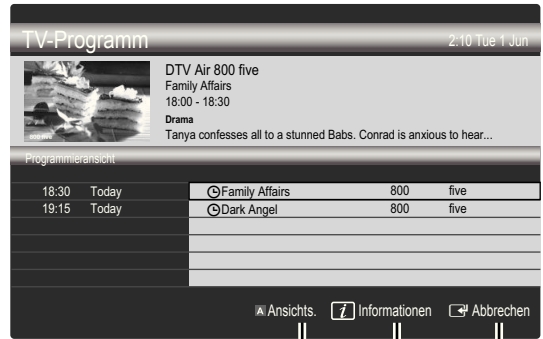 TV-Programm 2:10 Tue 1 Jun
DTV Air 800 five
Family Affairs
18:00 - 18:30
Drama
Tanya confesses all to a stunned Babs. Conrad is anxious to hear...
Programmieransicht
18:30 Today Family Affairs 800 five
19:15 Today Dark Angel 800 five
A Ansichts. i Informationen Abbrechen